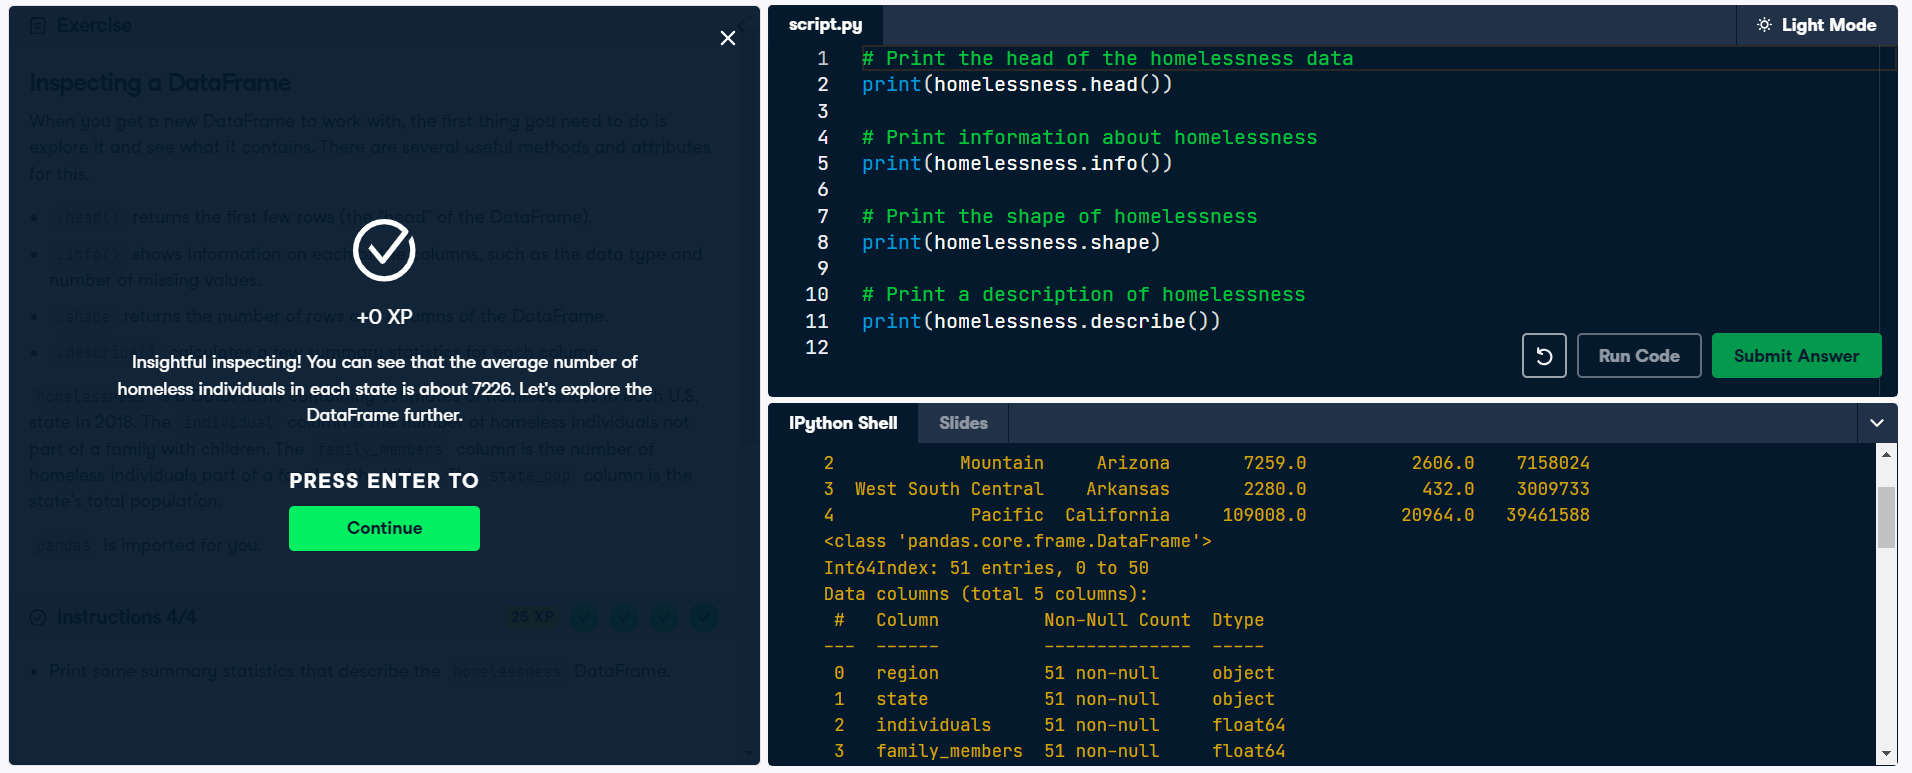 Exercise
Inspecting a DataFrame
When you get a new DataFrame to work with, the first thing you need to do is
explore it and see what it contains. There are several useful methods and attributes
for this.
.head() returns the first few rows (the "head" of the DataFrame).
.info() shows information on each of the columns, such as the data type and
number of missing values.
.shape returns the number of rows columns of the DataFrame.
.describe() calculates a few summary statistics for each column.
homelessness is a DataFrame containing estimates of homelessness in each U.S.
state in 2018. The individual column is the number of homeless individuals not
part of a family with children. The family_members column is the number of
homeless individuals part of a state_pop column is the
state's total population.
pandas is imported for you.
+0 XP
Insightful inspecting! You can see that the average number of
homeless individuals in each state is about 7226. Let's explore the
DataFrame further.
PRESS ENTER TO
Continue
Instructions 4/4
25 XP
Print some summary statistics that describe the homelessness DataFrame.
script.py
Light Mode
1 # Print the head of the homelessness data
2 print(homelessness.head())
3
4 # Print information about homelessness
5 print(homelessness.info())
6
7 # Print the shape of homelessness
8 print(homelessness.shape)
9
10 # Print a description of homelessness
11 print(homelessness.describe())
12
Run Code
Submit Answer
IPython Shell Slides
2 Mountain Arizona 7259.0 2606.0 7158024
3 West South Central Arkansas 2280.0 432.0 3009733
4 Pacific California 109008.0 20964.0 39461588
<class 'pandas.core.frame.DataFrame'>
Int64Index: 51 entries, 0 to 50
Data columns (total 5 columns):
# Column Non-Null Count Dtype
--- ------ -------------- -----
0 region 51 non-null object
1 state 51 non-null object
2 individuals 51 non-null float64
3 family_members 51 non-null float64